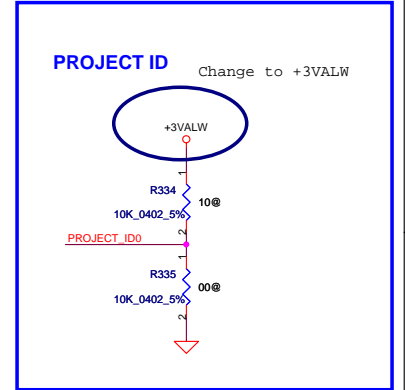 PROJECT ID
Change to +3VALW
+3VALW
1
R334
10@
10K_0402_5%
2
PROJECT_ID0
1
R335
00@
10K_0402_5%
2